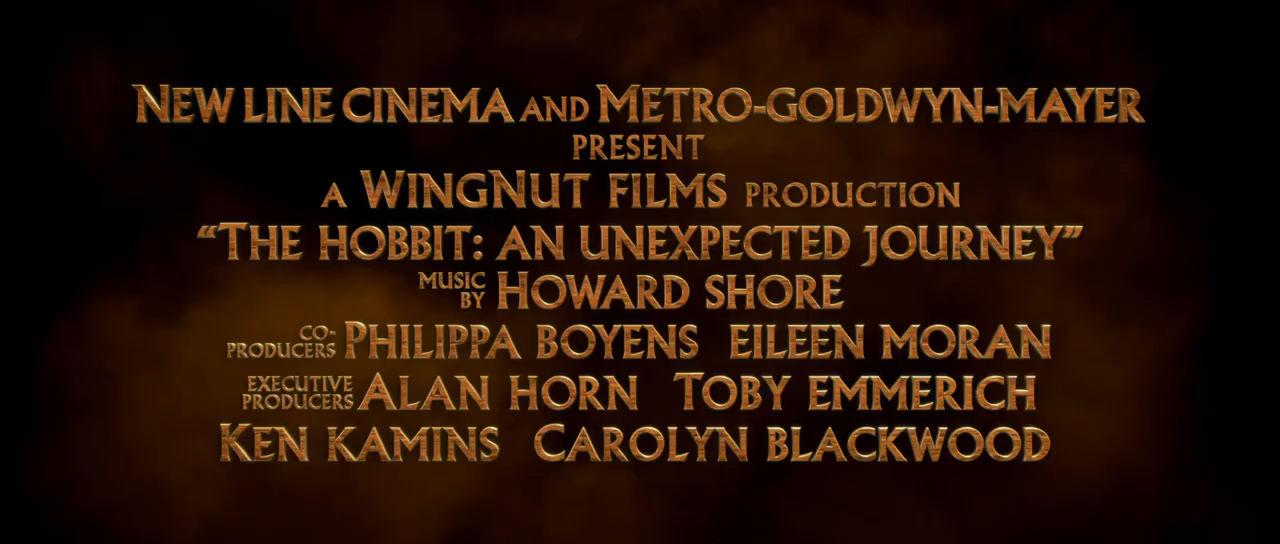 NEW LINE CINEMA AND METRO-GOLDWYN-MAYER
PRESENT
A WINGNUT FILMS PRODUCTION
“THE HOBBIT: AN UNEXPECTED JOURNEY”
MUSIC BY HOWARD SHORE
CO-PRODUCERS PHILIPPA BOYENS EILEEN MORAN
EXECUTIVE PRODUCERS ALAN HORN TOBY EMMERICH
KEN KAMINS CAROLYN BLACKWOOD